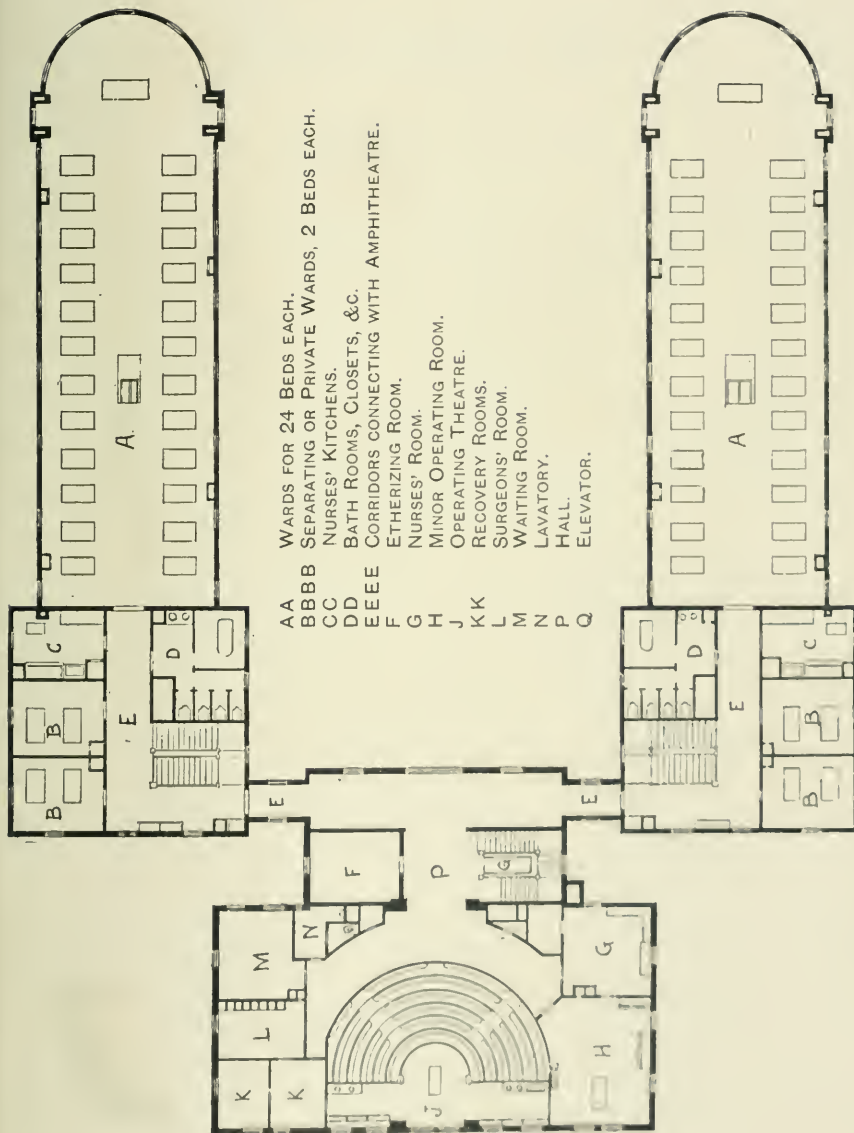 K
K
L
M
N
J
H
G
F
P
E
E
B
B
C
E
D
A.
AA WARDS FOR 24 BEDS EACH.
BBBB SEPARATING OR PRIVATE WARDS, 2 BEDS EACH.
CC NURSES' KITCHENS.
DD BATH ROOMS, CLOSETS, &C.
EEEE CORRIDORS CONNECTING WITH AMPHITHEATRE.
F ETHERIZING ROOM.
G NURSES' ROOM.
H MINOR OPERATING ROOM.
J OPERATING THEATRE.
KK RECOVERY ROOMS.
L SURGEONS' ROOM.
M WAITING ROOM.
N LAVATORY.
P HALL.
Q ELEVATOR.
D
E
B
B
C
A